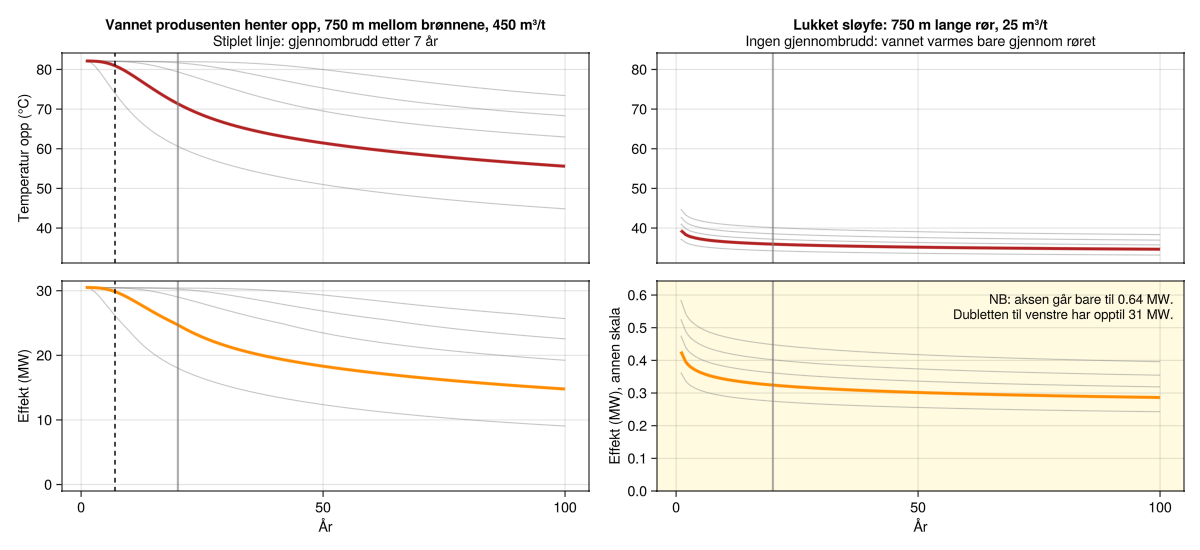 Vannet produsenten henter opp, 750 m mellom brønnene, 450 m³/t
Stiplet linje: gjennombrudd etter 7 år
Temperatur opp (°C)
80
70
60
50
40
Effekt (MW)
30
20
10
0
0
50
100
År
Lukket sløyfe: 750 m lange rør, 25 m³/t
Ingen gjennombrudd: vannet varmes bare gjennom røret
80
70
60
50
40
Effekt (MW), annen skala
NB: aksen går bare til 0.64 MW.
Dubletten til venstre har opptil 31 MW.
0.6
0.5
0.4
0.3
0.2
0.1
0.0
0
50
100
År